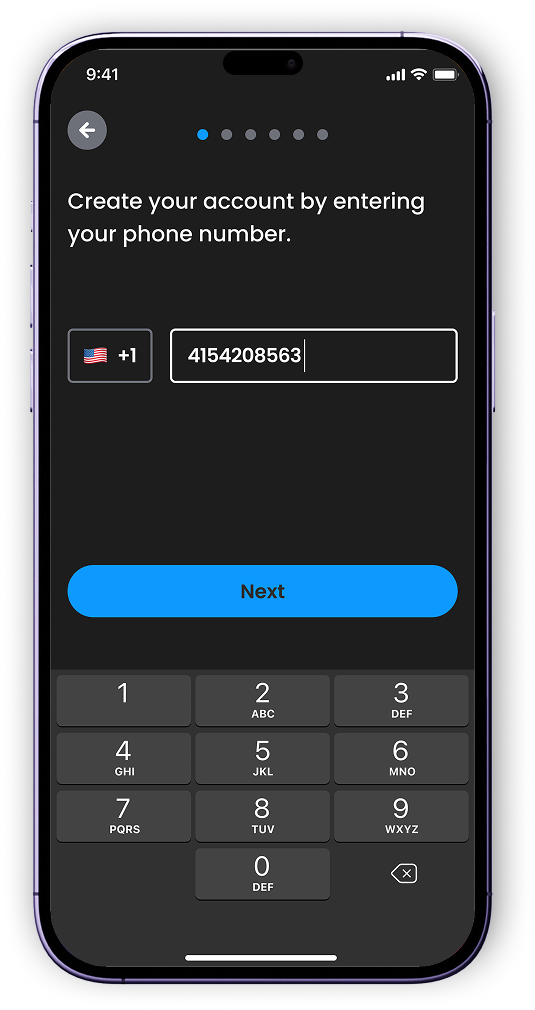 9:41
Create your account by entering
your phone number.
+1 4154208563
Next
1 2 3
ABC DEF
4 5 6
GHI JKL MNO
7 8 9
PQRS TUV WXYZ
0
DEF